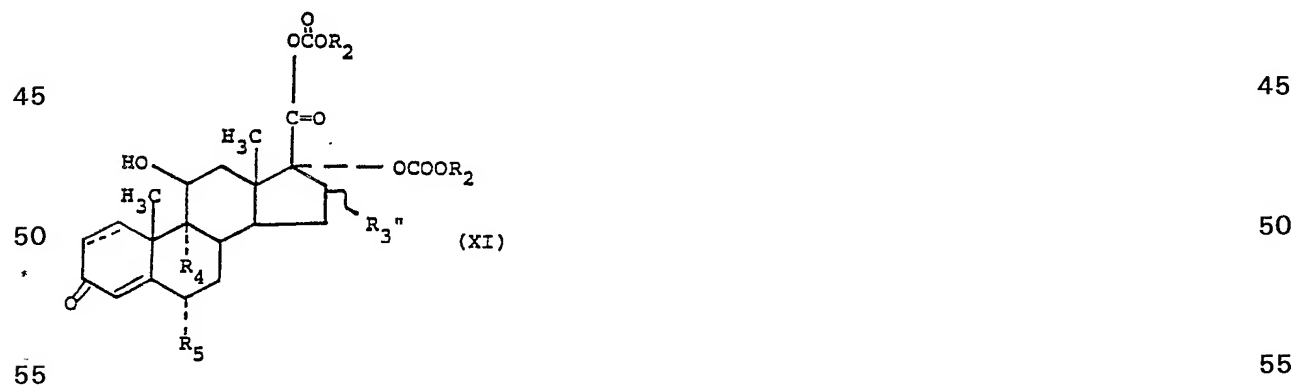 O
OCOR₂
45 45
C=O
H₃C
HO OCOOR₂
H₃C
R₃"
50 (XI) 50
R₄
O
R₅
55 55